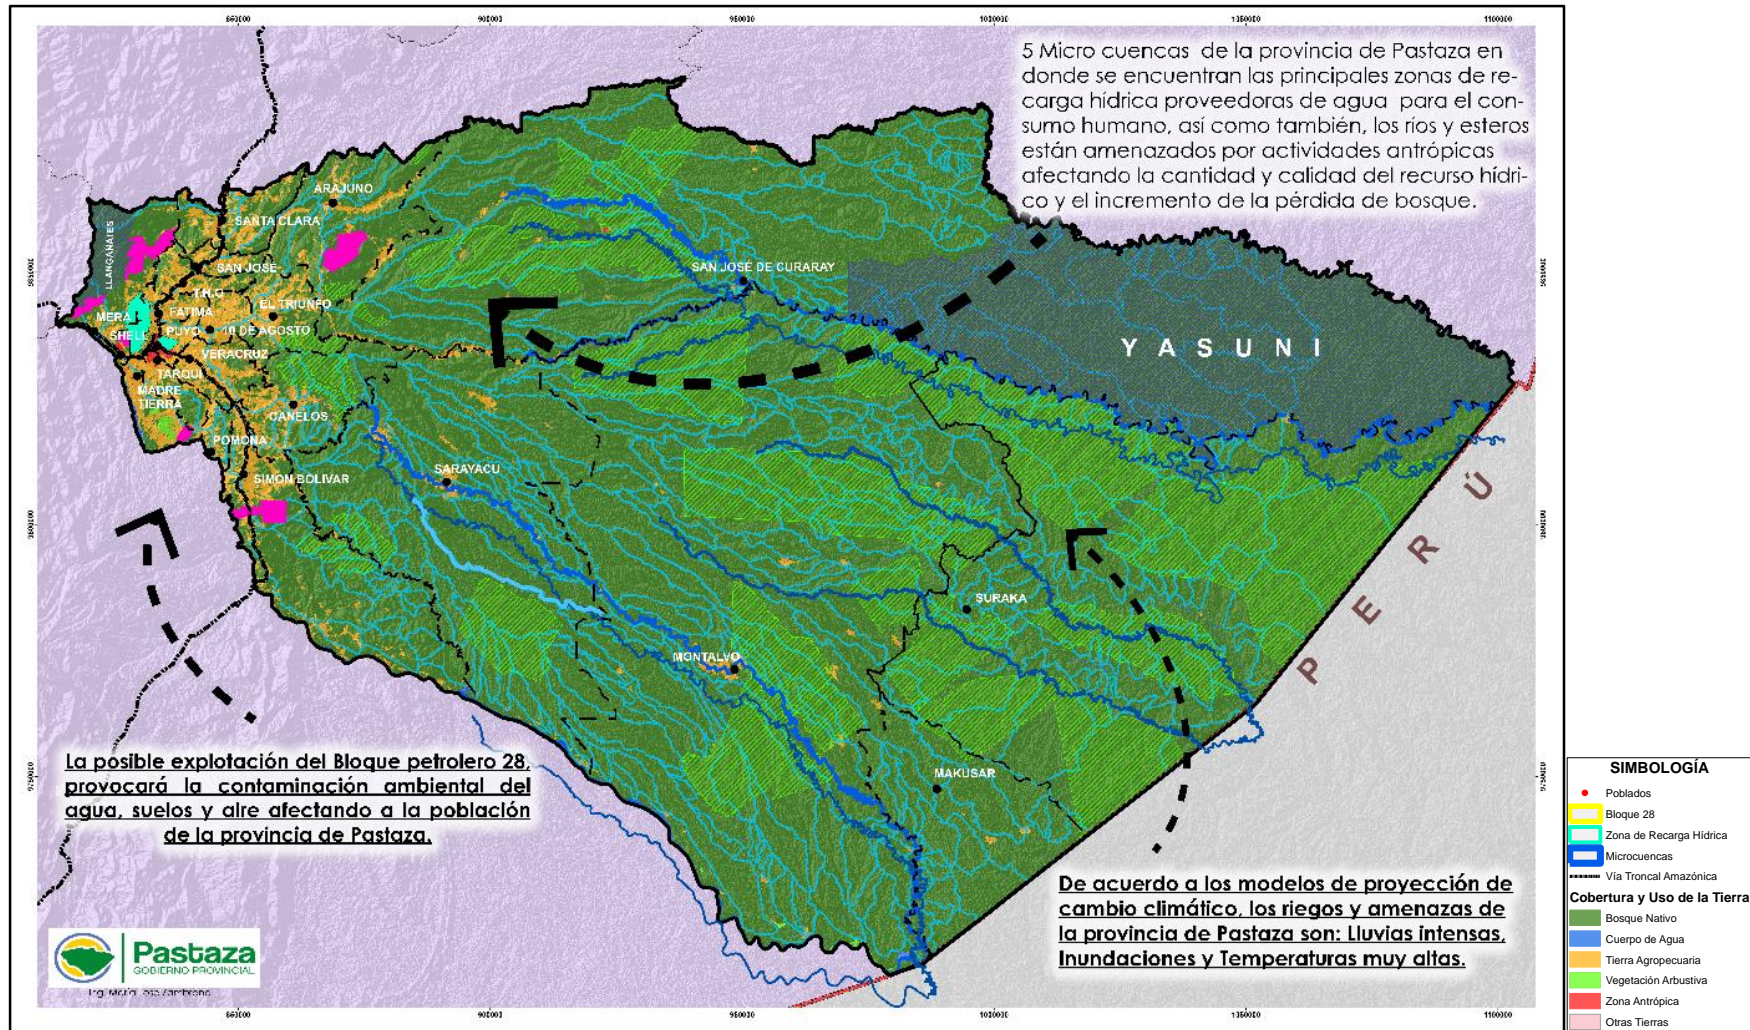 5 Micro cuencas de la provincia de Pastaza en
donde se encuentran las principales zonas de re-
carga hídrica proveedoras de agua para el con-
sumo humano, así como también, los ríos y esteros
están amenazados por actividades antrópicas
afectando la cantidad y calidad del recurso hídri-
co y el incremento de la pérdida de bosque.
ARAJUNO
SANTA CLARA
LLANGANATES
SAN JOSÉ
T.H.G
EL TRIUNFO
MERA
FATIMA
SHELL
PUYO
10 DE AGOSTO
VERACRUZ
TARQUI
MADRE
TIERRA
CANELOS
POMONA
SIMON BOLIVAR
SARAYACU
SAN JOSÉ DE CURARAY
YASUNI
SURAKA
MONTALVO
MAKUSAR
PERÚ
La posible explotación del Bloque petrolero 28,
provocará la contaminación ambiental del
agua, suelos y aire afectando a la población
de la provincia de Pastaza.
De acuerdo a los modelos de proyección de
cambio climático, los riegos y amenazas de
la provincia de Pastaza son: Lluvias intensas,
Inundaciones y Temperaturas muy altas.
Pastaza
GOBIERNO PROVINCIAL
Ing. María José Zambrano
SIMBOLOGÍA
Poblados
Bloque 28
Zona de Recarga Hídrica
Microcuencas
Vía Troncal Amazónica
Cobertura y Uso de la Tierra
Bosque Nativo
Cuerpo de Agua
Tierra Agropecuaria
Vegetación Arbustiva
Zona Antrópica
Otras Tierras